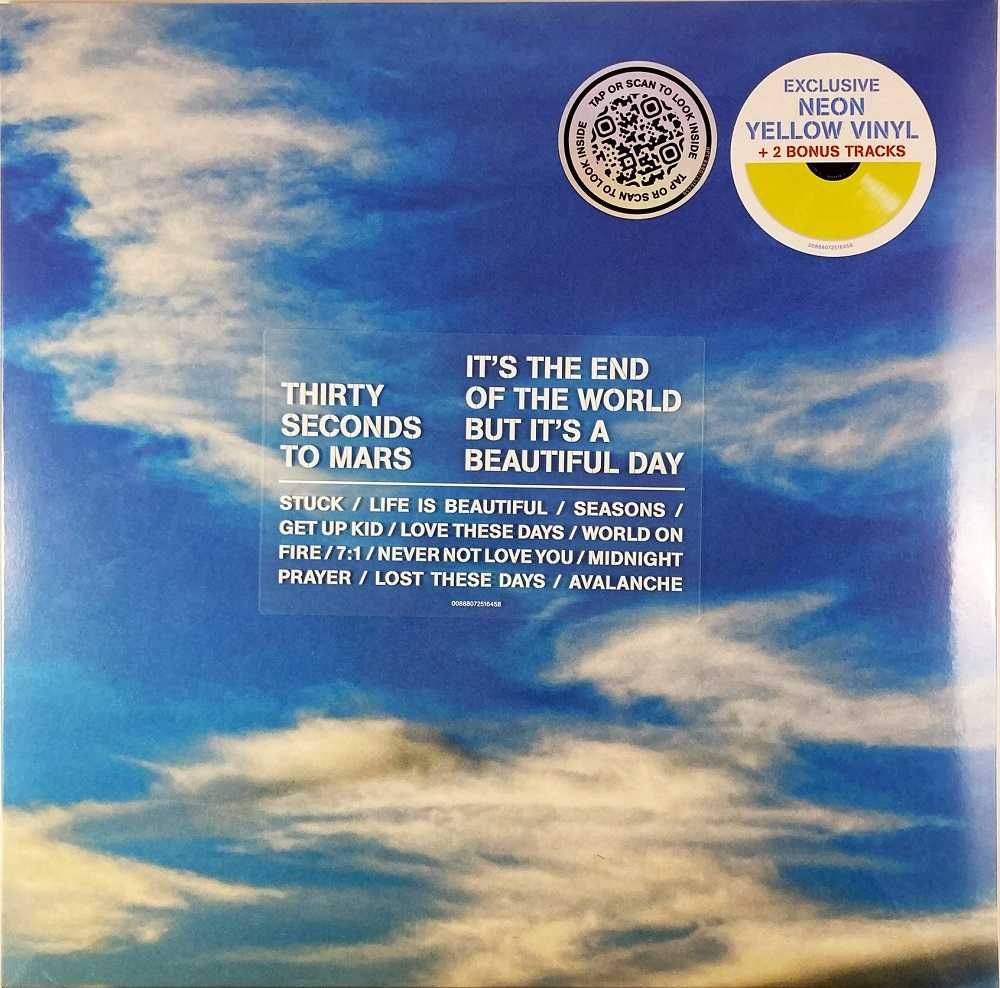 TAP OR SCAN TO LOOK INSIDE
TAP OR SCAN TO LOOK INSIDE
EXCLUSIVE
NEON
YELLOW VINYL
+ 2 BONUS TRACKS
00888072516458
THIRTY
SECONDS
TO MARS
IT'S THE END
OF THE WORLD
BUT IT'S A
BEAUTIFUL DAY
STUCK / LIFE IS BEAUTIFUL / SEASONS /
GET UP KID / LOVE THESE DAYS / WORLD ON
FIRE / 7:1 / NEVER NOT LOVE YOU / MIDNIGHT
PRAYER / LOST THESE DAYS / AVALANCHE
00888072516458